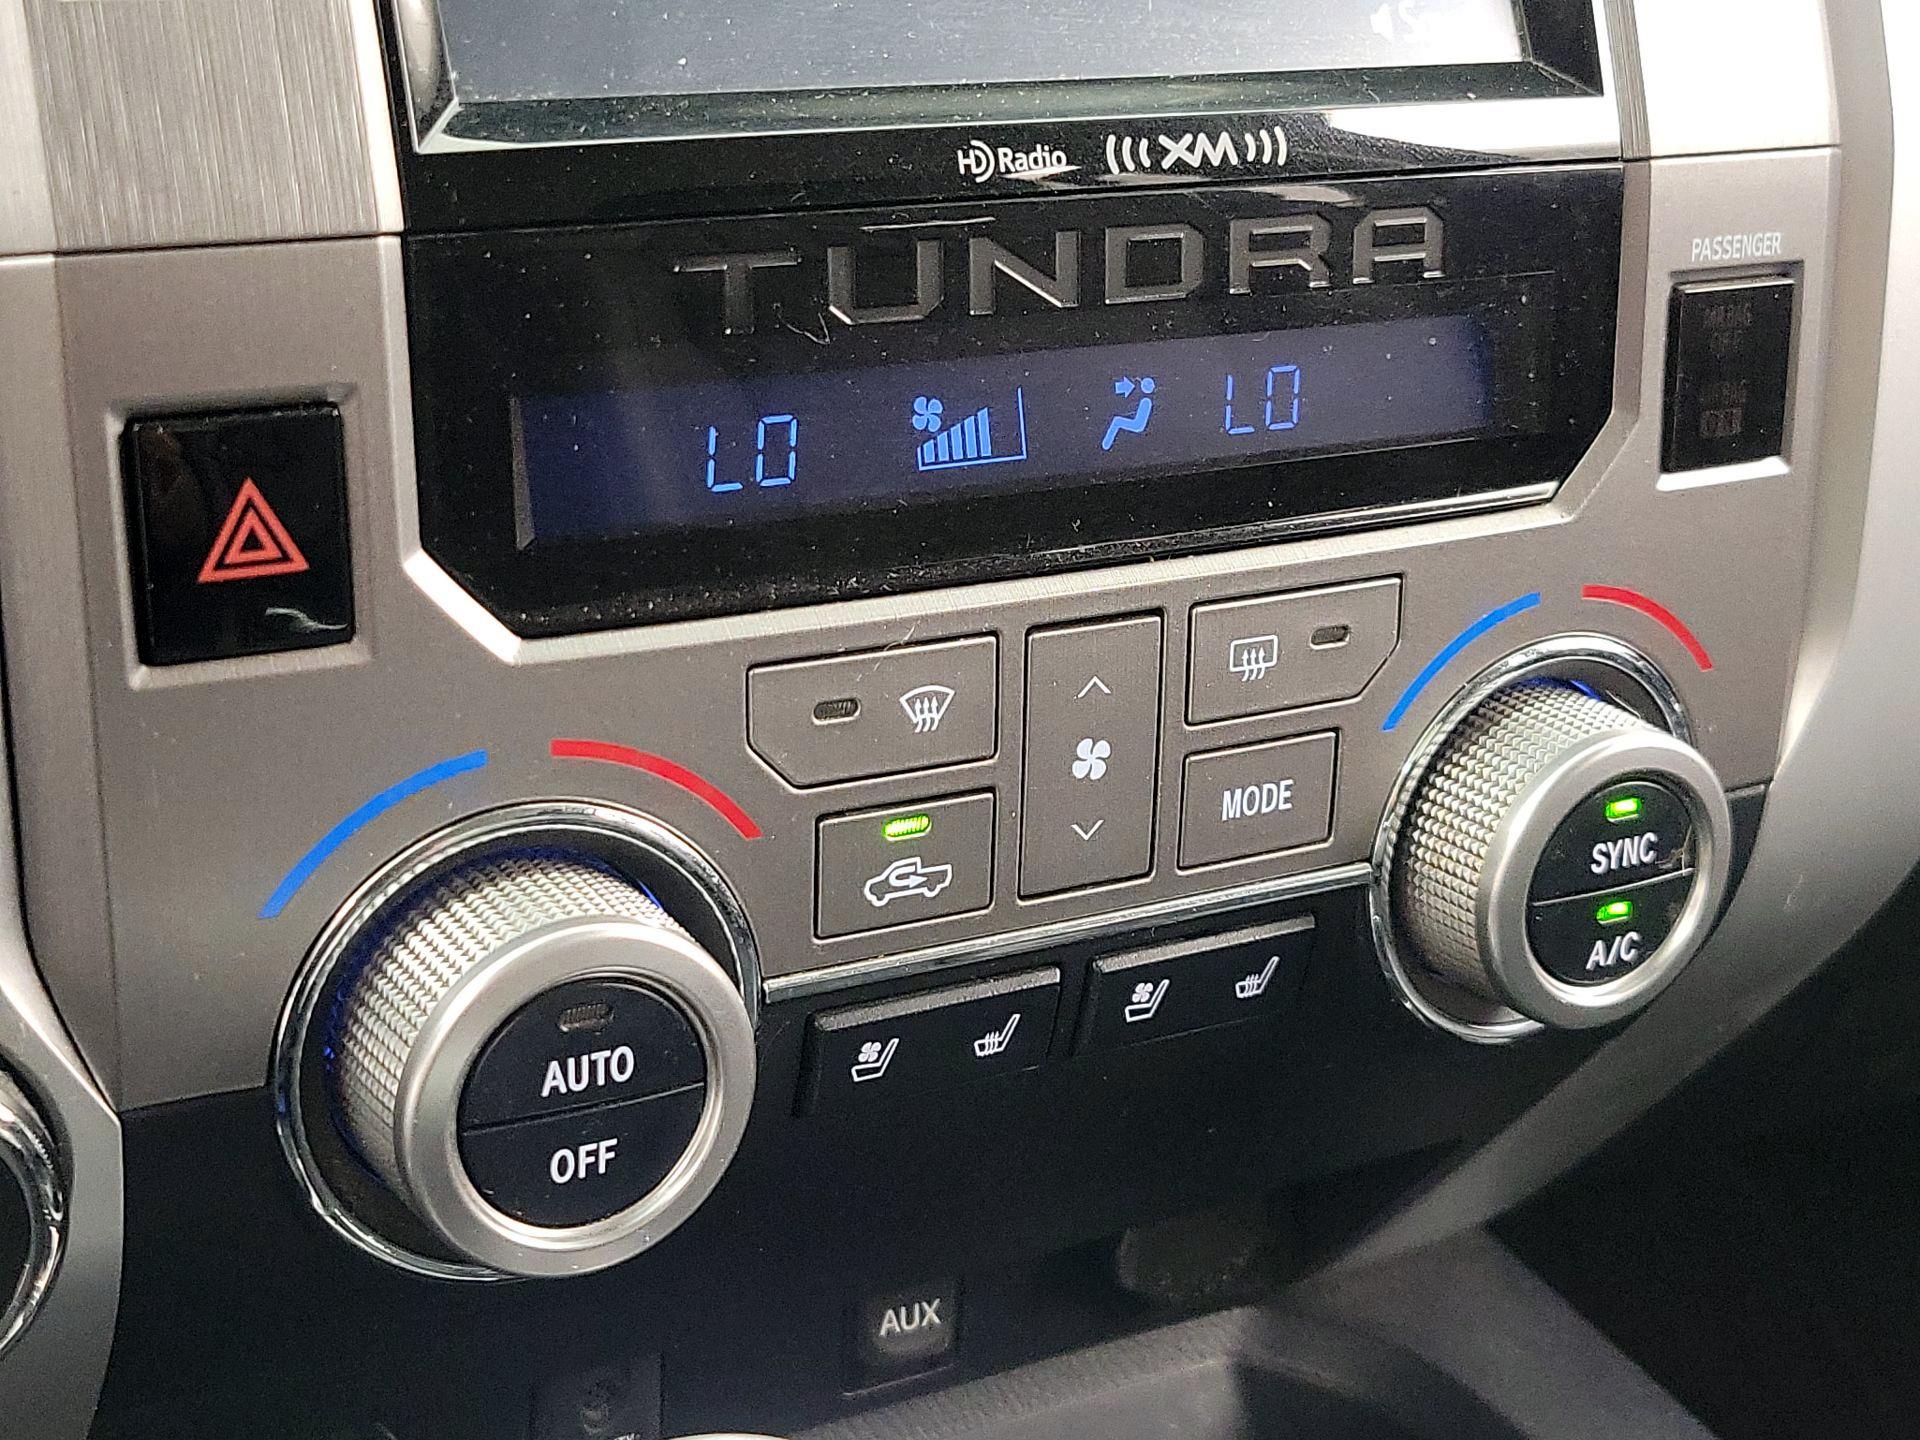 HD Radio
XM
TUNDRA
PASSENGER
LO
LO
MODE
SYNC
A/C
AUTO
OFF
AUX